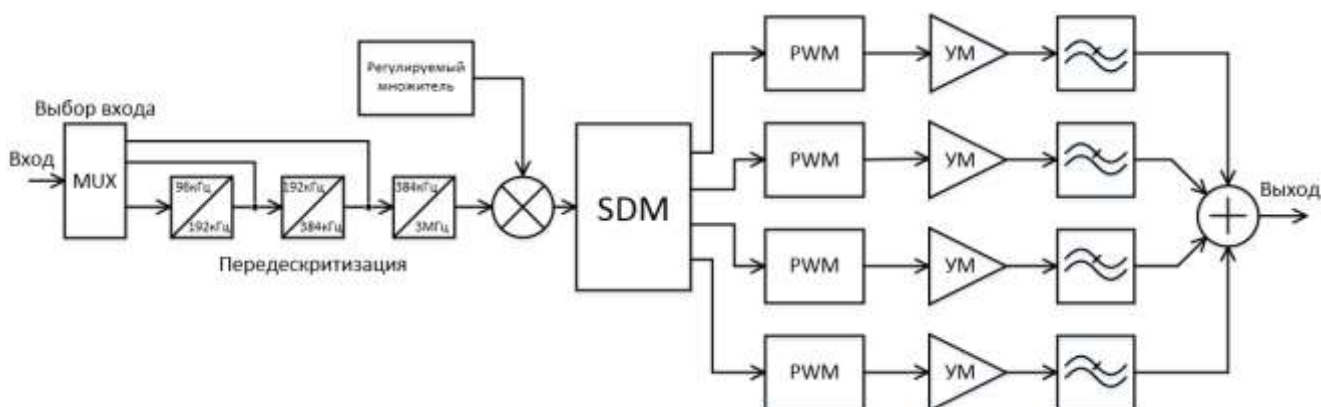 Регулируемый
множитель
Выбор входа
Вход
MUX
96кГц
192кГц
192кГц
384кГц
384кГц
3МГц
Передескритизация
SDM
PWM
УМ
PWM
УМ
PWM
УМ
PWM
УМ
Выход